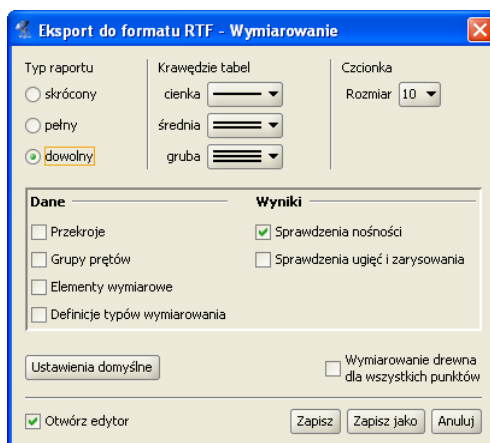 Eksport do formatu RTF - Wymiarowanie
Typ raportu
skrócony
pełny
dowolny
Krawędzie tabel
cienka
średnia
gruba
Czcionka
Rozmiar 10
Dane
Przekroje
Grupy prętów
Elementy wymiarowe
Definicje typów wymiarowania
Wyniki
Sprawdzenia nośności
Sprawdzenia ugięć i zarysowania
Ustawienia domyślne
Wymiarowanie drewna
dla wszystkich punktów
Otwórz edytor
Zapisz
Zapisz jako
Anuluj